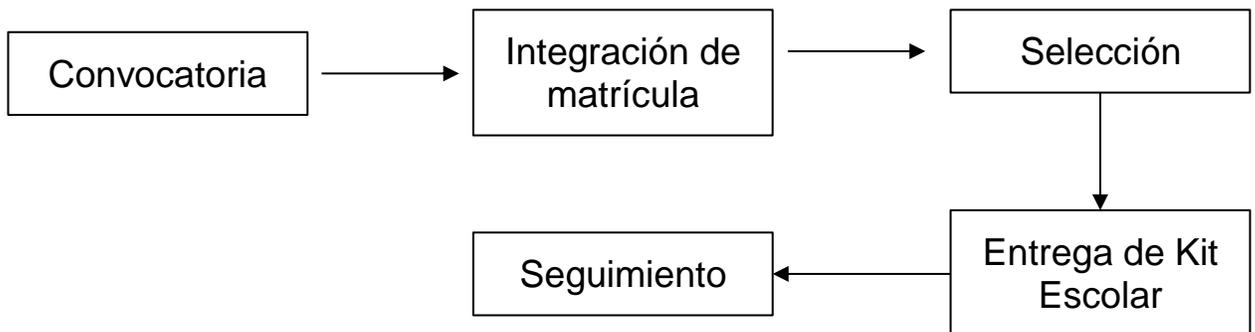 Convocatoria
Integración de
matrícula
Selección
Entrega de Kit
Escolar
Seguimiento